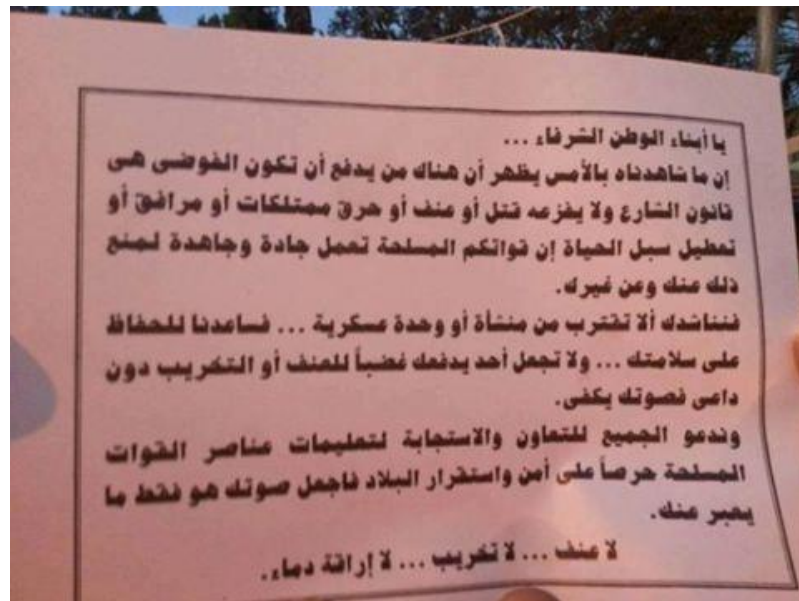 يا أبناء الوطن الشرفاء ...
إن ما شاهدناه بالأمس يظهر أن هناك من يدفع أن تكون الفوضى هى
قانون الشارع ولا يفزعه قتل أو عنف أو حرق ممتلكات أو مرافق أو
تعطيل سبل الحياة إن قواتكم المسلحة تعمل جادة وجاهدة لمنع
ذلك عنك وعن غيرك.
فنناشدك ألا تقترب من منشأة أو وحدة عسكرية ... فساعدنا للحفاظ
على سلامتك ... ولا تجعل أحد يدفعك غضباً للعنف أو التخريب دون
داعى فصوتك يكفى.
وندعو الجميع للتعاون والاستجابة لتعليمات عناصر القوات
المسلحة حرصاً على أمن واستقرار البلاد فاجعل صوتك هو فقط ما
يعبر عنك.
لا عنف ... لا تخريب ... لا إراقة دماء.